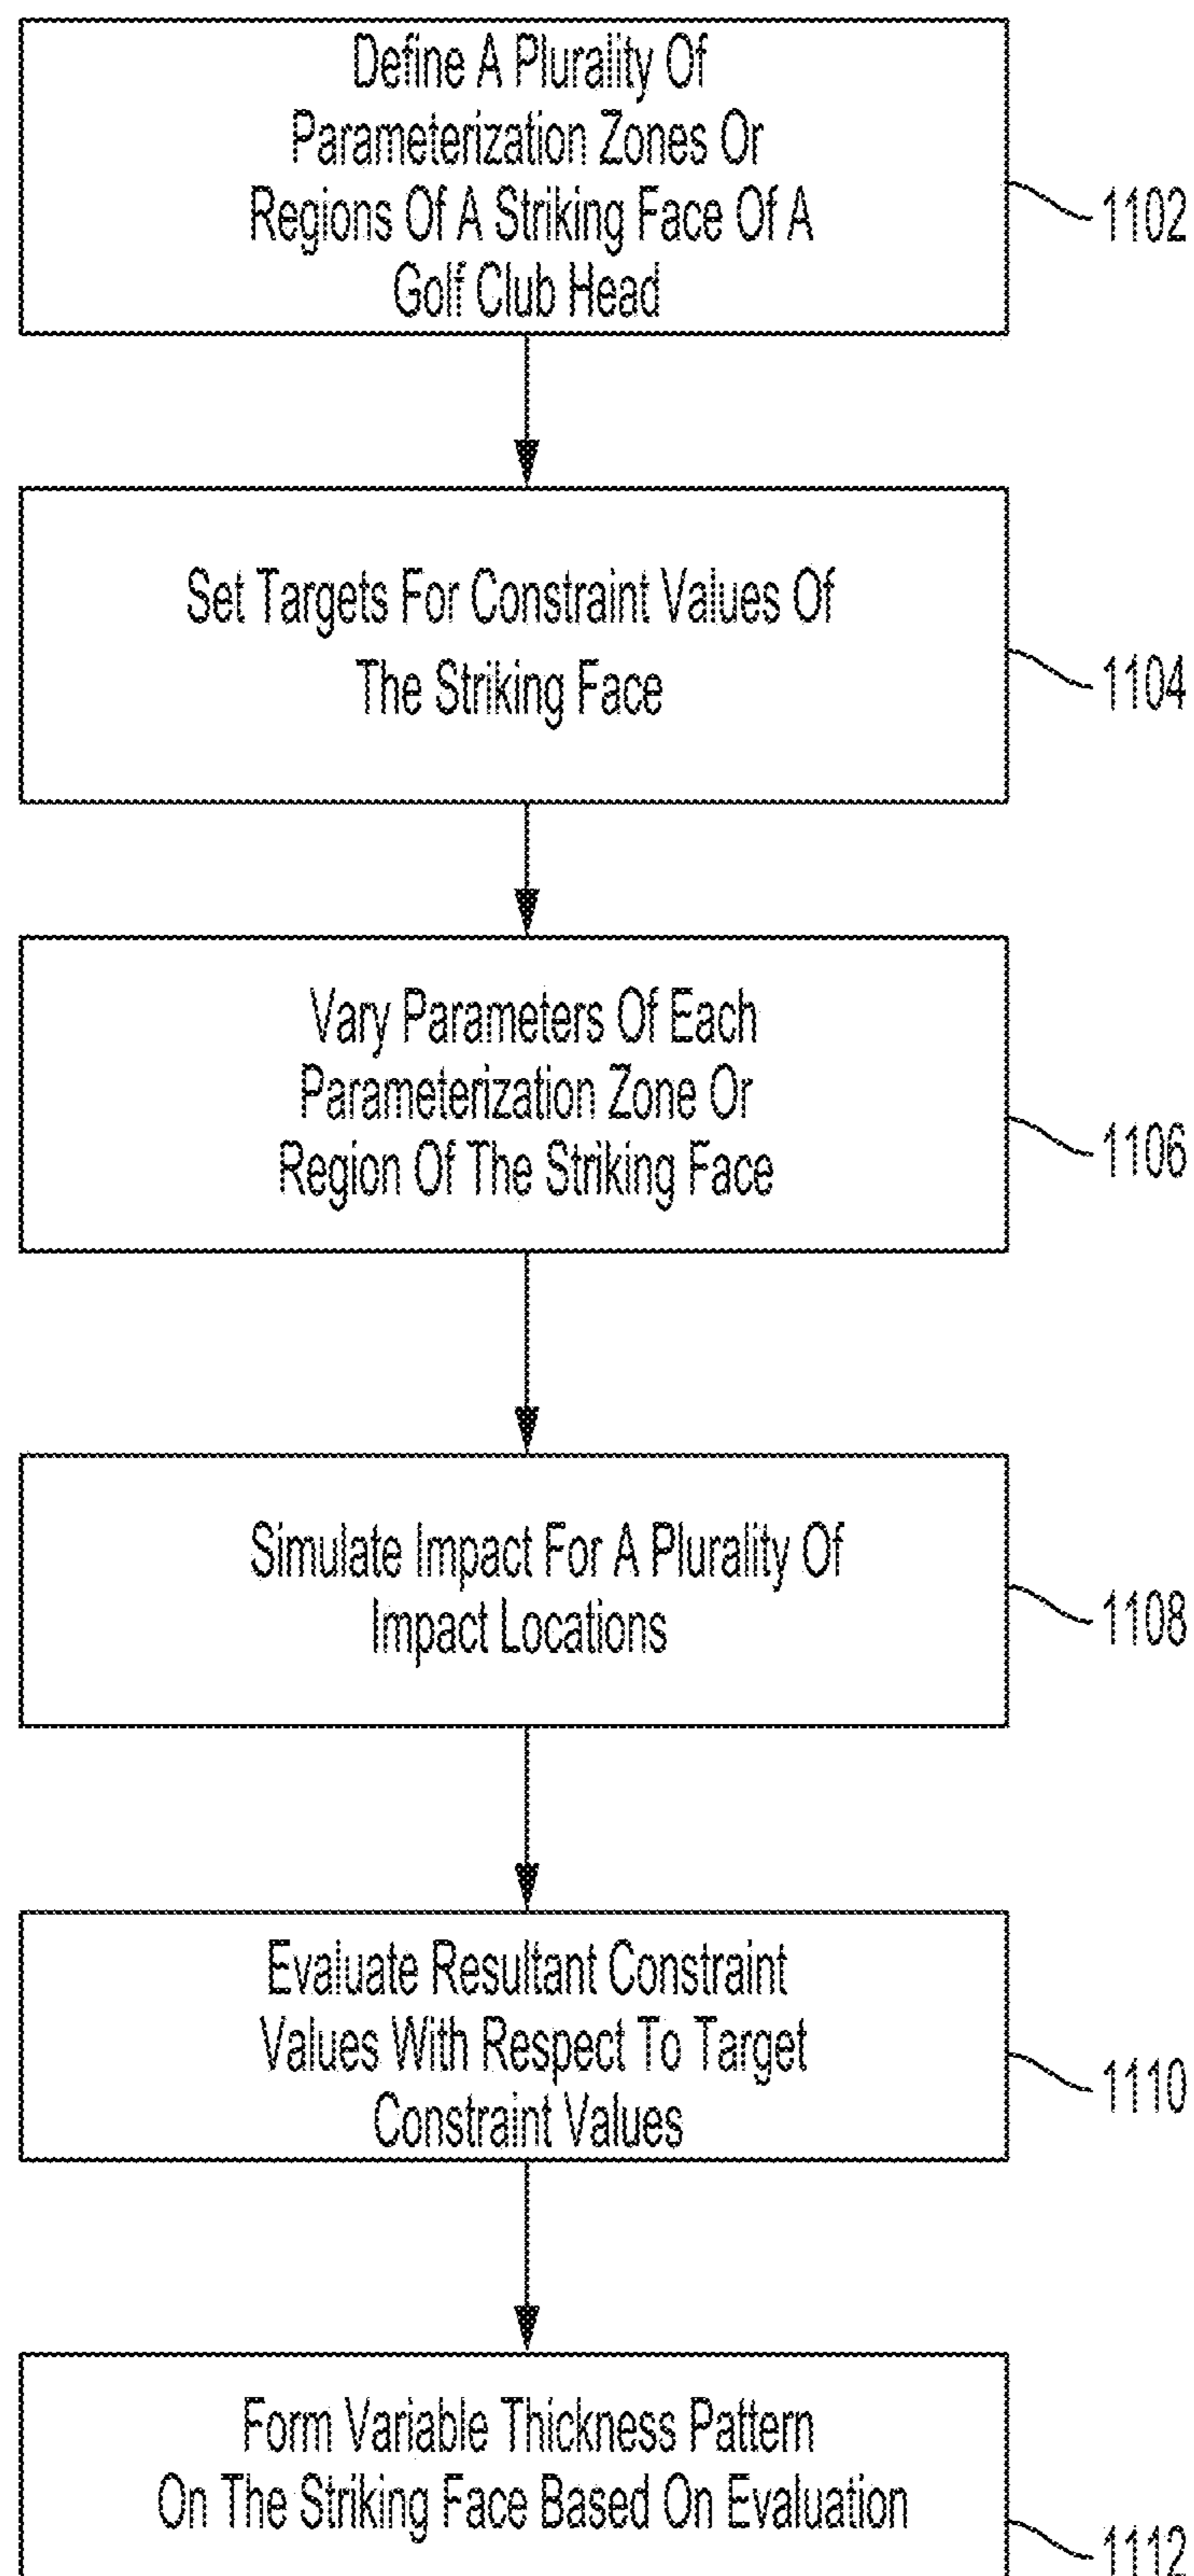 Define A Plurality Of
Parameterization Zones Or
Regions Of A Striking Face Of A
Golf Club Head
1102
Set Targets For Constraint Values Of
The Striking Face
1104
Vary Parameters Of Each
Parameterization Zone Or
Region Of The Striking Face
1106
Simulate Impact For A Plurality Of
Impact Locations
1108
Evaluate Resultant Constraint
Values With Respect To Target
Constraint Values
1110
Form Variable Thickness Pattern
On The Striking Face Based On Evaluation
1112